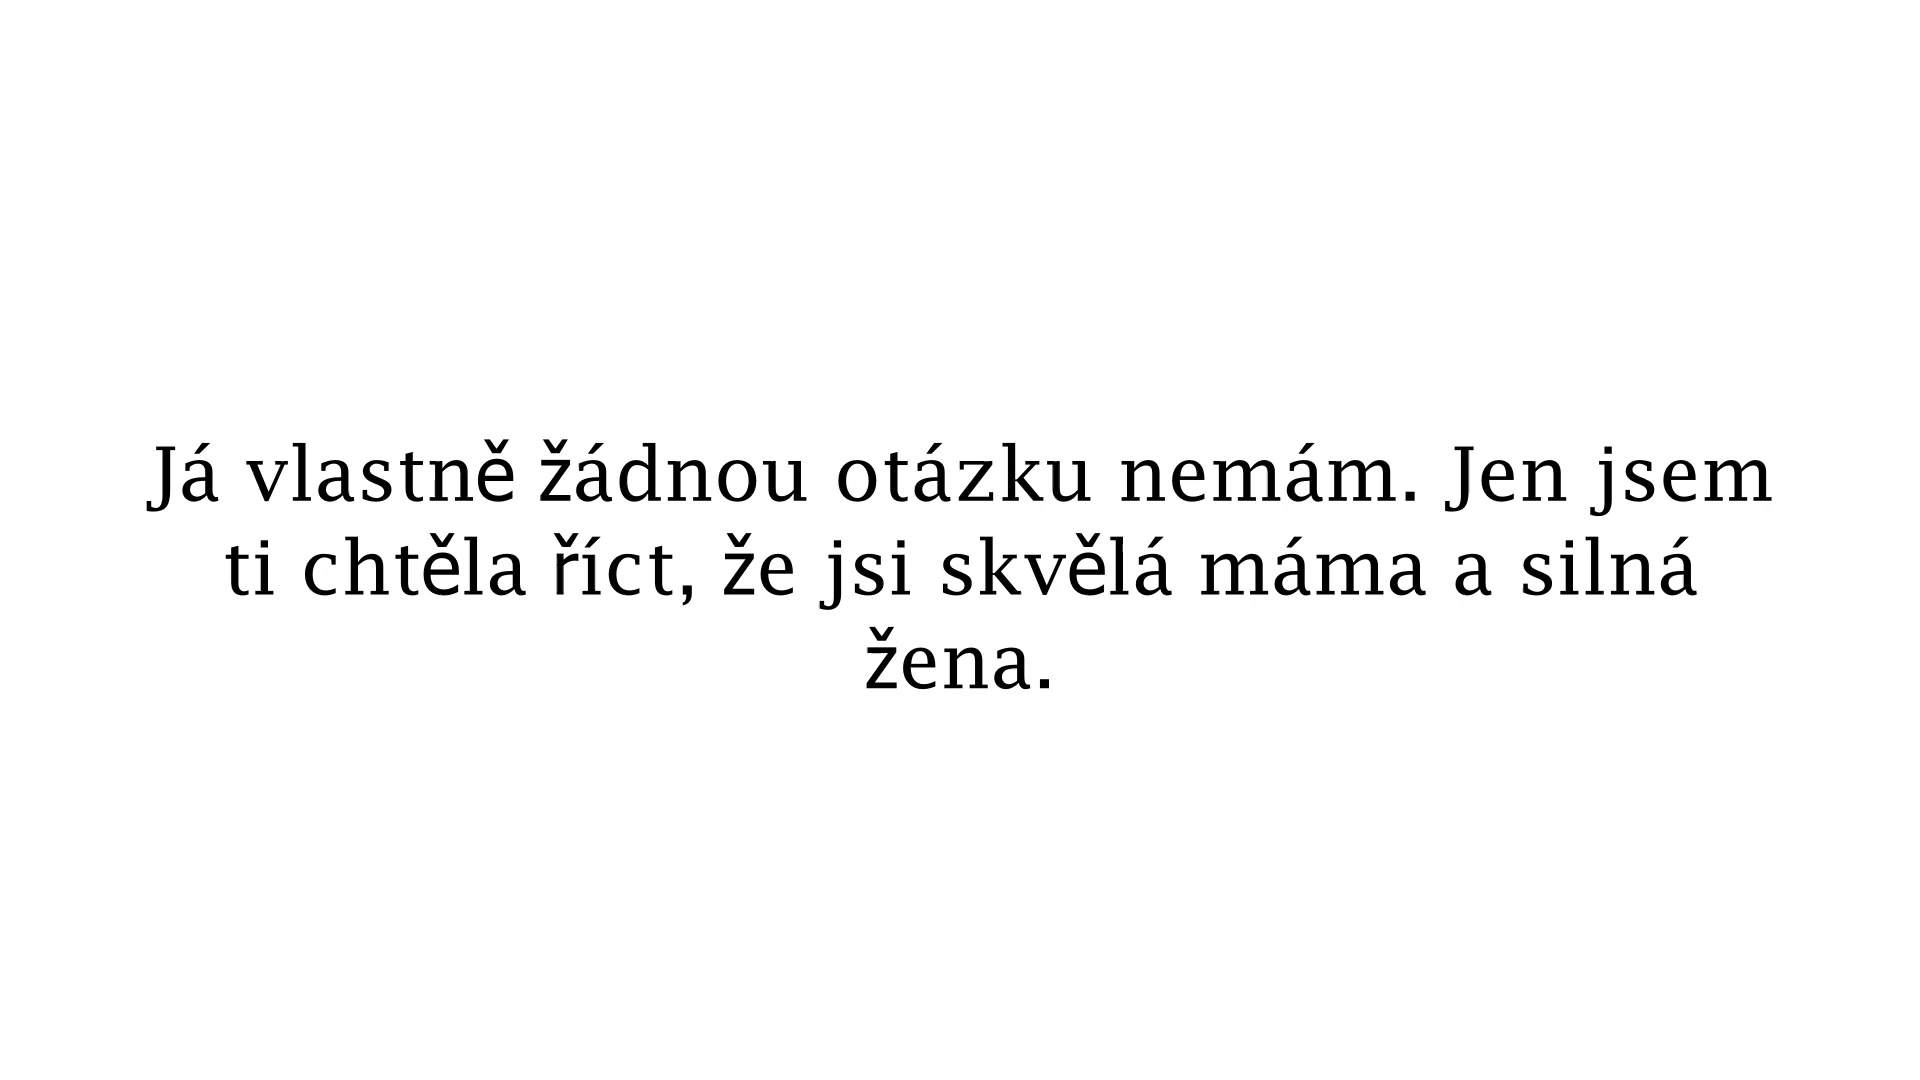 Já vlastně žádnou otázku nemám. Jen jsem
ti chtěla říct, že jsi skvělá máma a silná
žena.